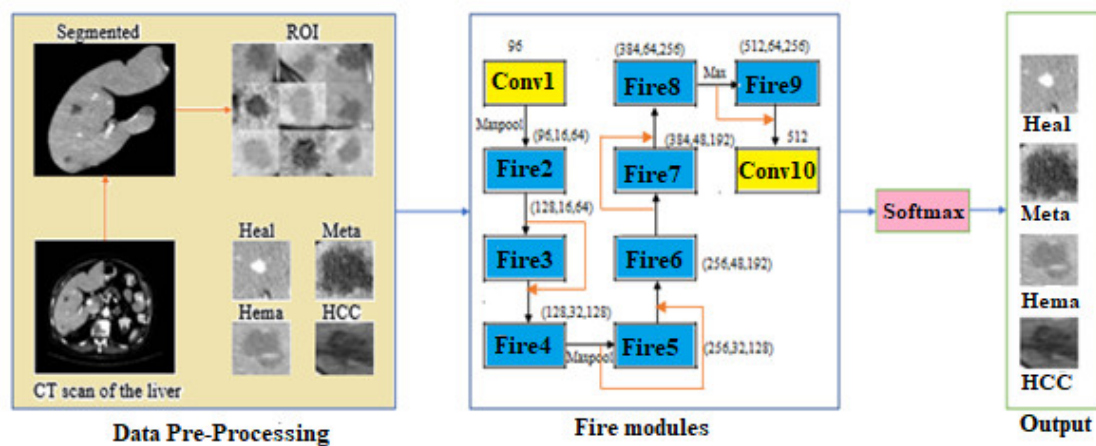 Segmented
ROI
Heal
Meta
Hema
HCC
CT scan of the liver
Data Pre-Processing
96
Conv1
Maxpool
(96,16,64)
Fire2
(128,16,64)
Fire3
(128,32,128)
Fire4
Maxpool
Fire5
(256,32,128)
Fire6
(256,48,192)
Fire7
(384,48,192)
Fire8
(384,64,256)
Max
Fire9
(512,64,256)
512
Conv10
Fire modules
Softmax
Heal
Meta
Hema
HCC
Output